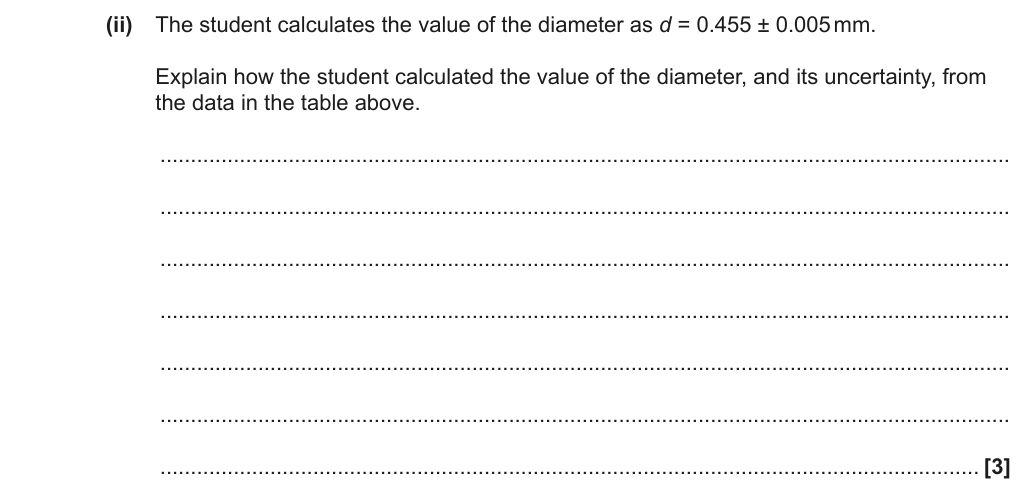 (ii) The student calculates the value of the diameter as d = 0.455 ± 0.005 mm.
Explain how the student calculated the value of the diameter, and its uncertainty, from
the data in the table above.
[3]